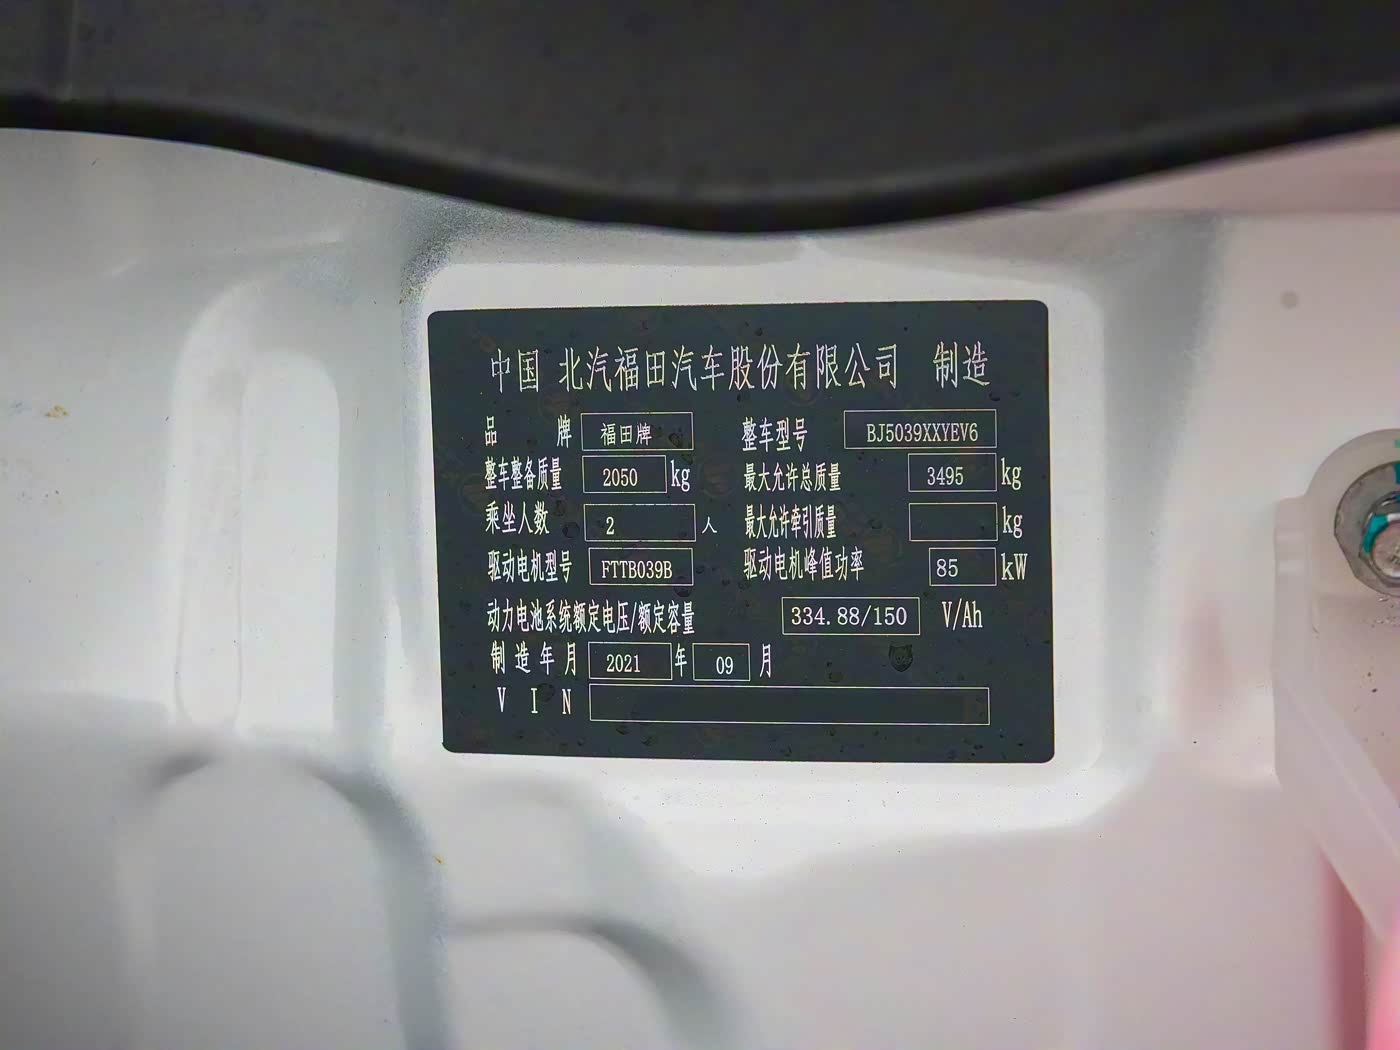 中国 北汽福田汽车股份有限公司 制造
品 牌 福田牌 整车型号 BJ5039XXYEV6
整车整备质量 2050 kg 最大允许总质量 3495 kg
乘坐人数 2 人 最大允许牵引质量 kg
驱动电机型号 FTTB039B 驱动电机峰值功率 85 kW
动力电池系统额定电压/额定容量 334.88/150 V/Ah
制造年月 2021 年 09 月
V I N